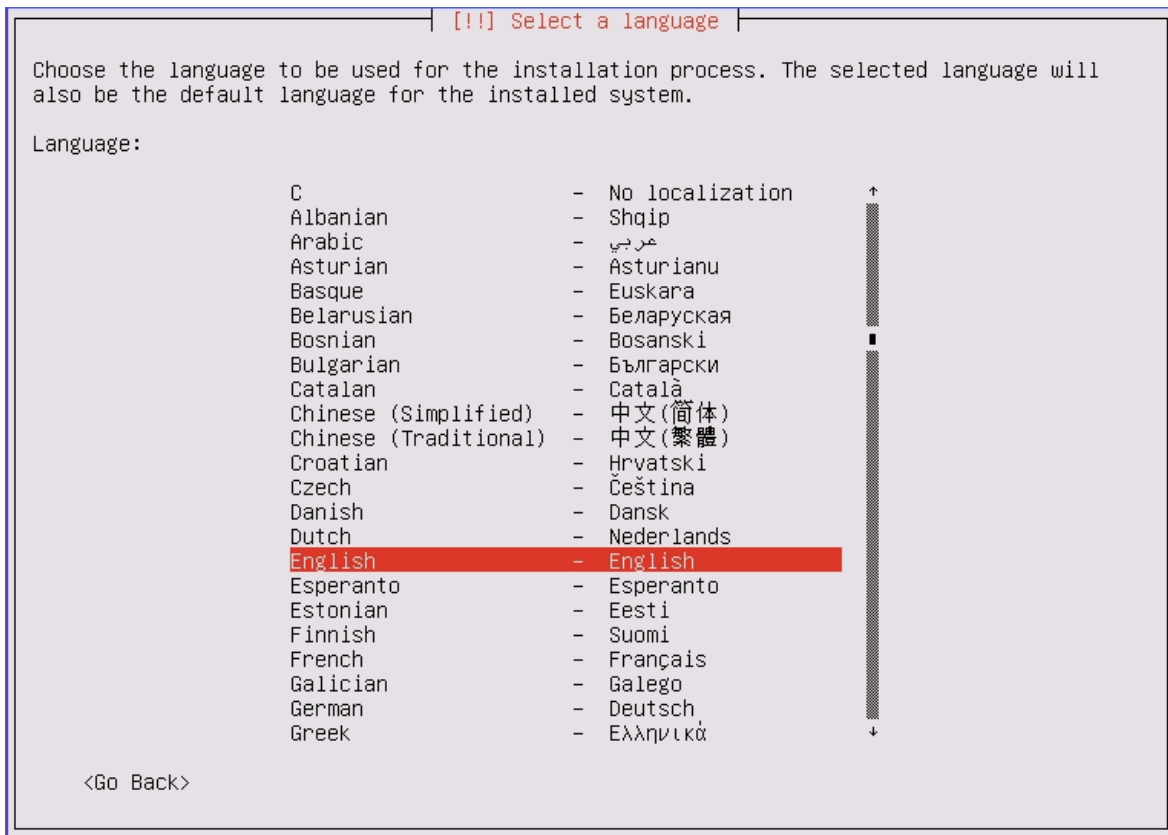 [!!] Select a language
Choose the language to be used for the installation process. The selected language will
also be the default language for the installed system.
Language:
C - No localization
Albanian - Shqip
Arabic - عربي
Asturian - Asturianu
Basque - Euskara
Belarusian - Беларуская
Bosnian - Bosanski
Bulgarian - Български
Catalan - Català
Chinese (Simplified) - 中文(简体)
Chinese (Traditional) - 中文(繁體)
Croatian - Hrvatski
Czech - Čeština
Danish - Dansk
Dutch - Nederlands
English - English
Esperanto - Esperanto
Estonian - Eesti
Finnish - Suomi
French - Français
Galician - Galego
German - Deutsch
Greek - Ελληνικά
<Go Back>